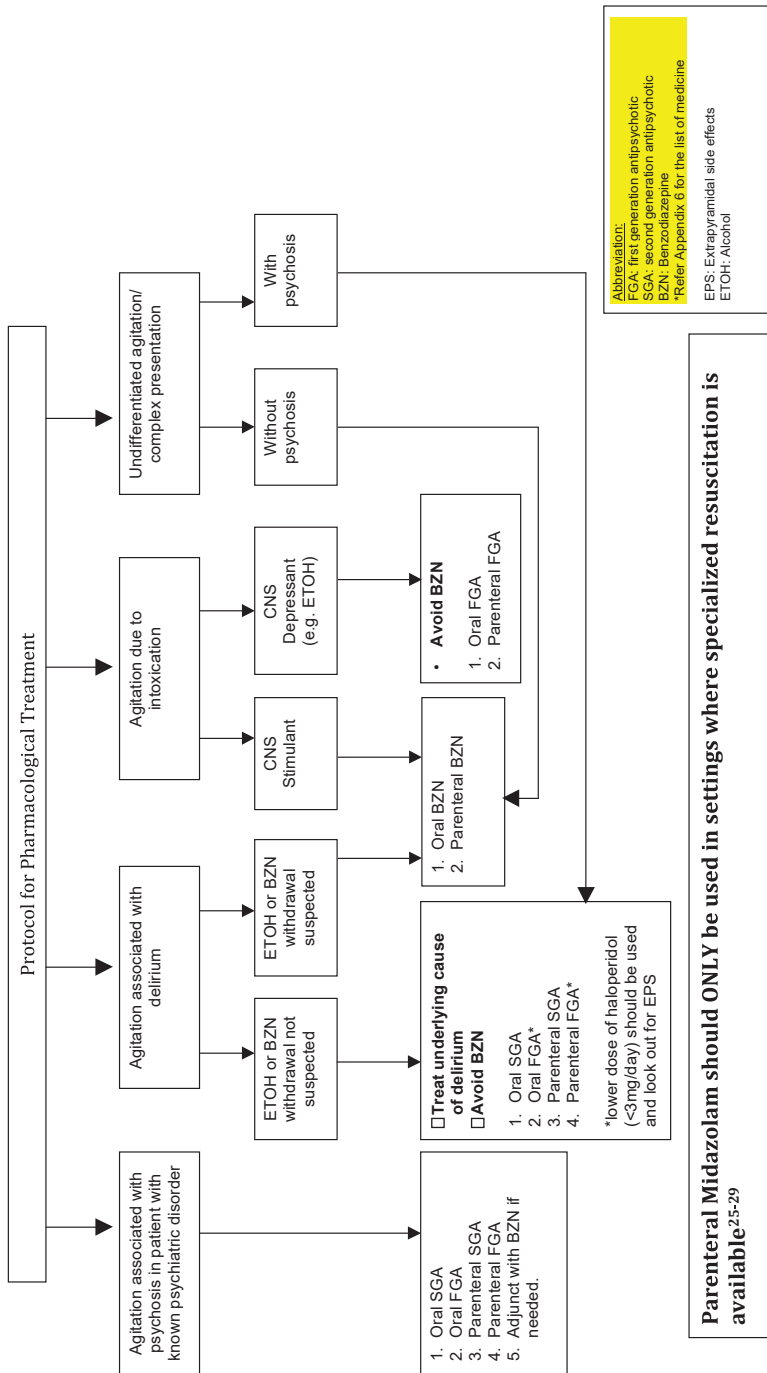 Protocol for Pharmacological Treatment
Agitation associated with
psychosis in patient with
known psychiatric disorder
Agitation associated with
delirium
Agitation due to
intoxication
Undifferentiated agitation/
complex presentation
ETOH or BZN
withdrawal not
suspected
ETOH or BZN
withdrawal
suspected
CNS
Stimulant
CNS
Depressant
(e.g. ETOH)
Without
psychosis
With
psychosis
1. Oral SGA
2. Oral FGA
3. Parenteral SGA
4. Parenteral FGA
5. Adjunct with BZN if
needed.
□Treat underlying cause
of delirium
□Avoid BZN
1. Oral SGA
2. Oral FGA*
3. Parenteral SGA
4. Parenteral FGA*
*lower dose of haloperidol
(<3mg/day) should be used
and look out for EPS
1. Oral BZN
2. Parenteral BZN
• Avoid BZN
1. Oral FGA
2. Parenteral FGA
Parenteral Midazolam should ONLY be used in settings where specialized resuscitation is
available25-29
Abbreviation:
FGA: first generation antipsychotic
SGA: second generation antipsychotic
BZN: Benzodiazepine
*Refer Appendix 6 for the list of medicine
EPS: Extrapyramidal side effects
ETOH: Alcohol